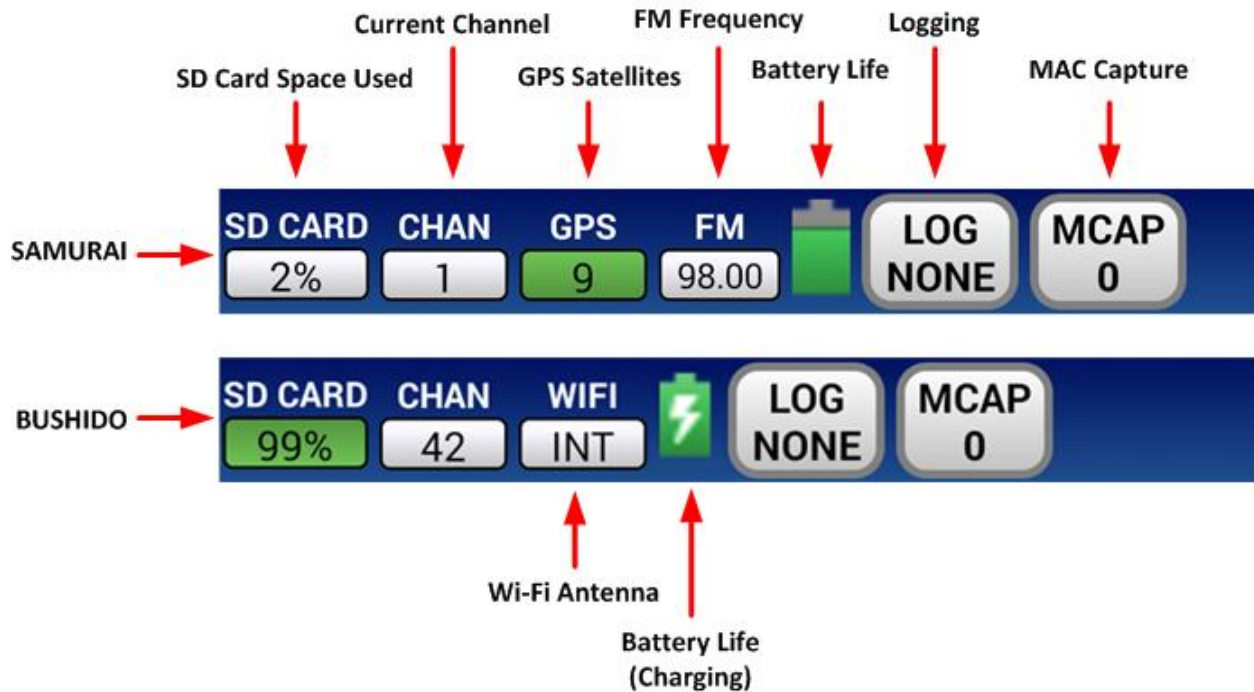 Current Channel
FM Frequency
Logging
SD Card Space Used
GPS Satellites
Battery Life
MAC Capture
SAMURAI
SD CARD CHAN GPS FM
2% 1 9 98.00
LOG
NONE
MCAP
0
BUSHIDO
SD CARD CHAN WIFI
99% 42 INT
LOG
NONE
MCAP
0
Wi-Fi Antenna
Battery Life
(Charging)